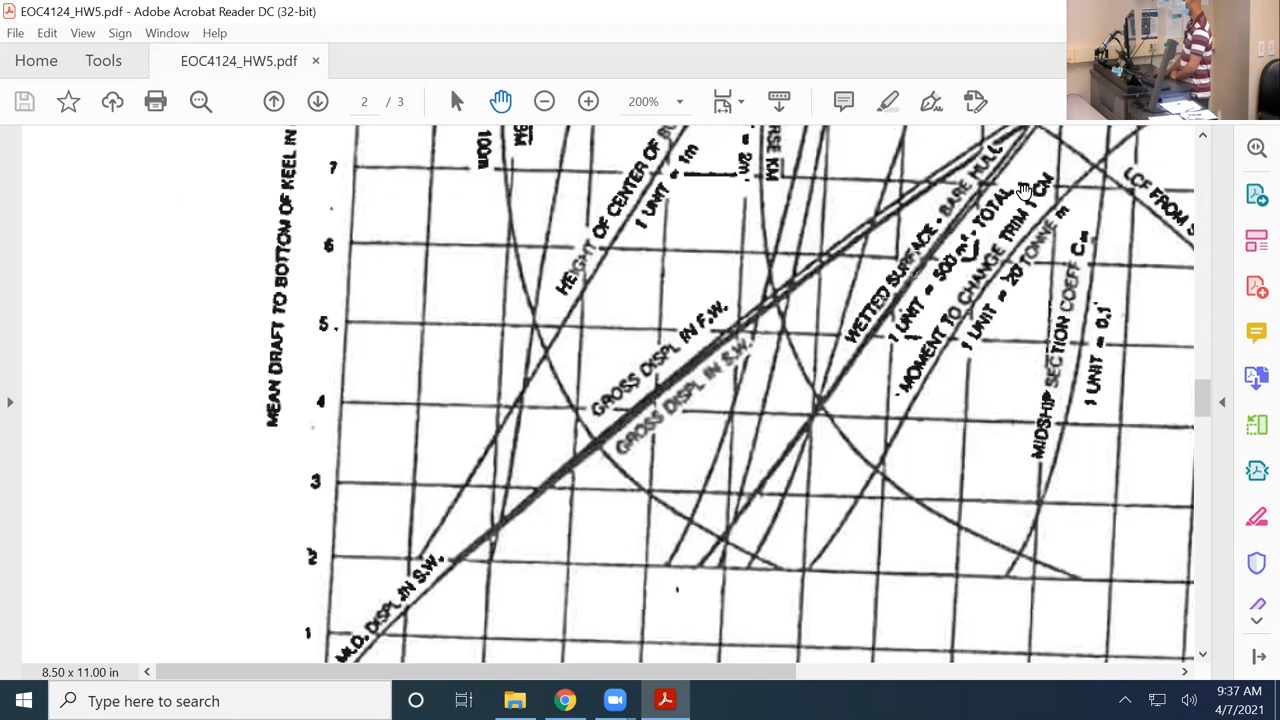 EOC4124_HW5.pdf - Adobe Acrobat Reader DC (32-bit)
File Edit View Sign Window Help
Home Tools EOC4124_HW5.pdf ×
2 / 3 200%
MEAN DRAFT TO BOTTOM OF KEEL IN
7
6
5
4
3
2
1
100m
HEIGHT OF CENTER OF
1 UNIT = 1m
= 2m
KM
GROSS DISPL IN F.W.
GROSS DISPL IN S.W.
WETTED SURFACE - BARE HULL
1 UNIT = 500 m² - TOTAL
MOMENT TO CHANGE TRIM 1 CM
1 UNIT = 20 TONNE m
MIDSHIP SECTION COEFF CM
1 UNIT = 0.1
LCF FROM
DISPL IN S.W.
8.50 x 11.00 in
Type here to search
9:37 AM
4/7/2021